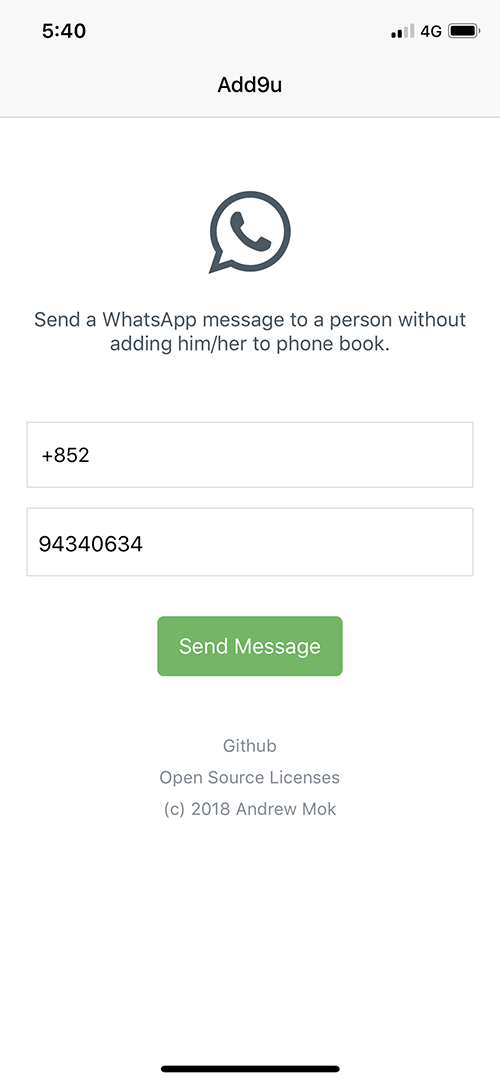 5:40
4G
Add9u
Send a WhatsApp message to a person without
adding him/her to phone book.
+852
94340634
Send Message
Github
Open Source Licenses
(c) 2018 Andrew Mok